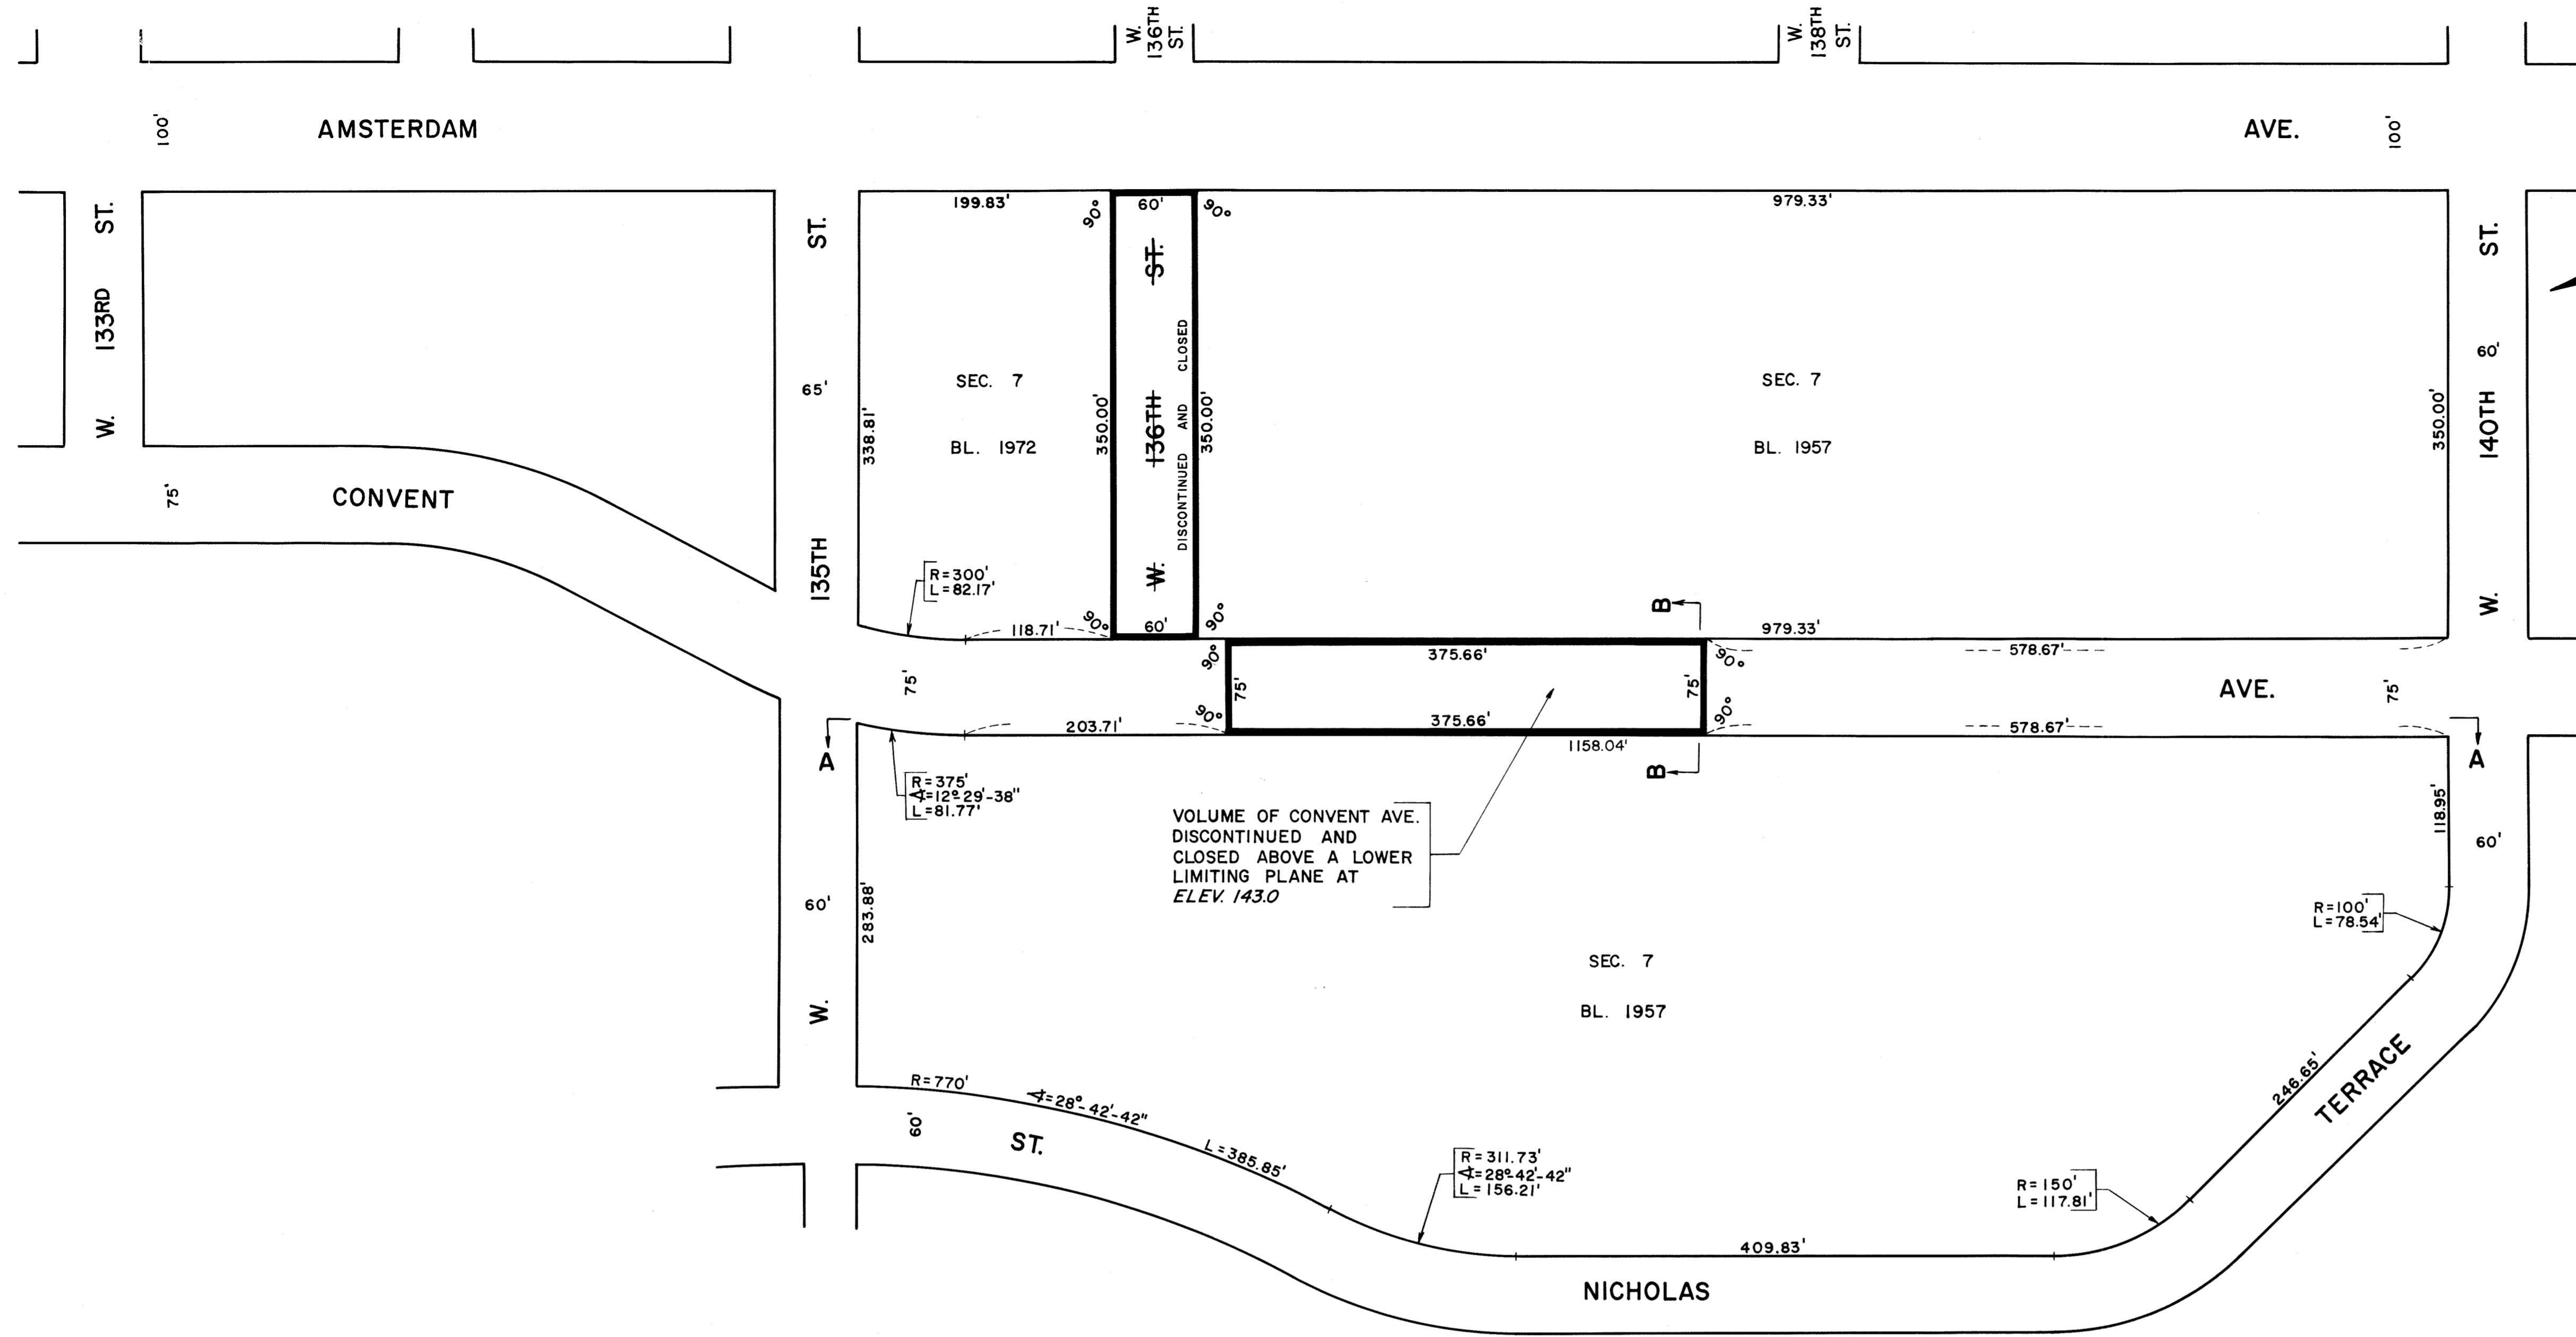 W.
136TH
ST.
W.
138TH
ST.
100'
AMSTERDAM
AVE.
100'
199.83'
90°
60'
90°
979.33'
W. 133RD ST.
ST.
W. 136TH ST.
DISCONTINUED AND CLOSED
ST.
SEC. 7
SEC. 7
65'
60'
338.81'
350.00'
350.00'
350.00'
BL. 1972
BL. 1957
W. 140TH
75'
CONVENT
135TH
R=300'
L=82.17'
118.71'
90°
60'
90°
B
979.33'
90°
375.66'
90°
578.67'
75'
75'
75'
AVE.
75'
203.71'
90°
375.66'
90°
578.67'
A
1158.04'
B
A
R=375'
∢=12°-29'-38"
L=81.77'
VOLUME OF CONVENT AVE.
DISCONTINUED AND
CLOSED ABOVE A LOWER
LIMITING PLANE AT
ELEV. 143.0
118.95'
60'
60'
283.88'
R=100'
L=78.54'
SEC. 7
BL. 1957
W.
R=770'
∢=28°-42'-42"
L=385.85'
60'
ST.
R=311.73'
∢=28°-42'-42"
L=156.21'
R=150'
L=117.81'
246.65'
TERRACE
409.83'
NICHOLAS